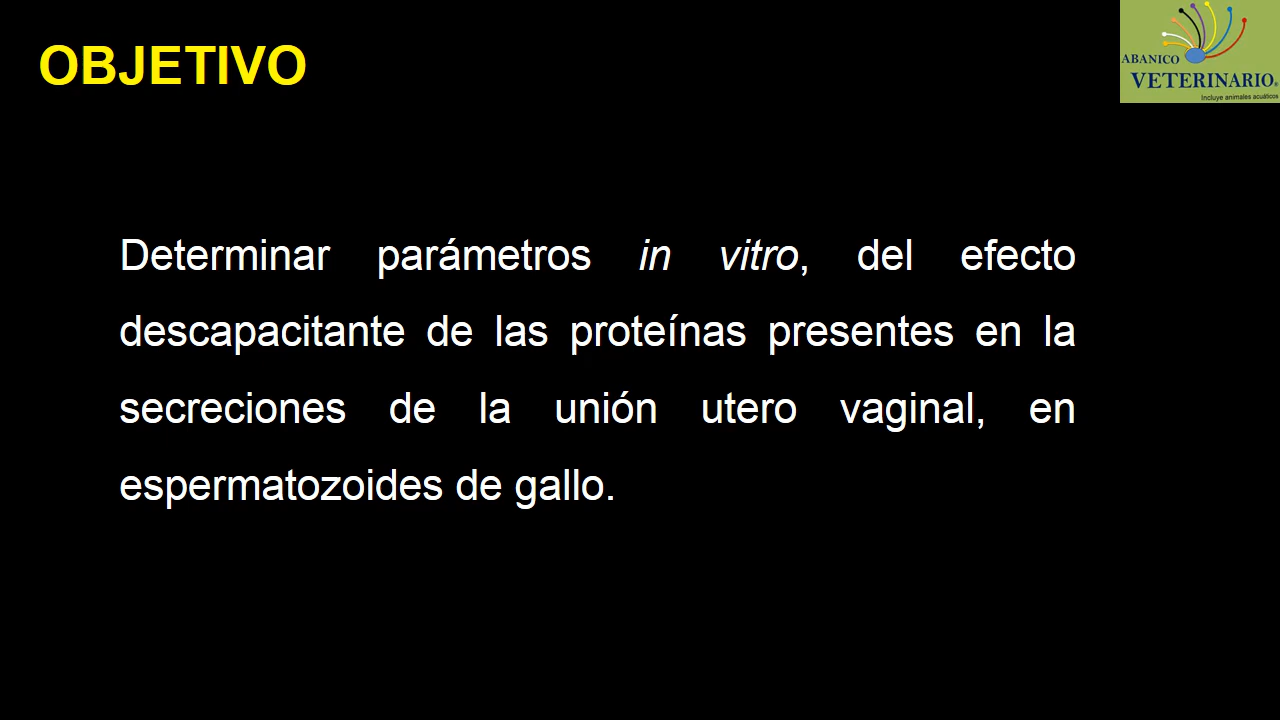 OBJETIVO
ABANICO
VETERINARIO®
Incluye animales acuáticos
Determinar parámetros in vitro, del efecto
descapacitante de las proteínas presentes en la
secreciones de la unión utero vaginal, en
espermatozoides de gallo.